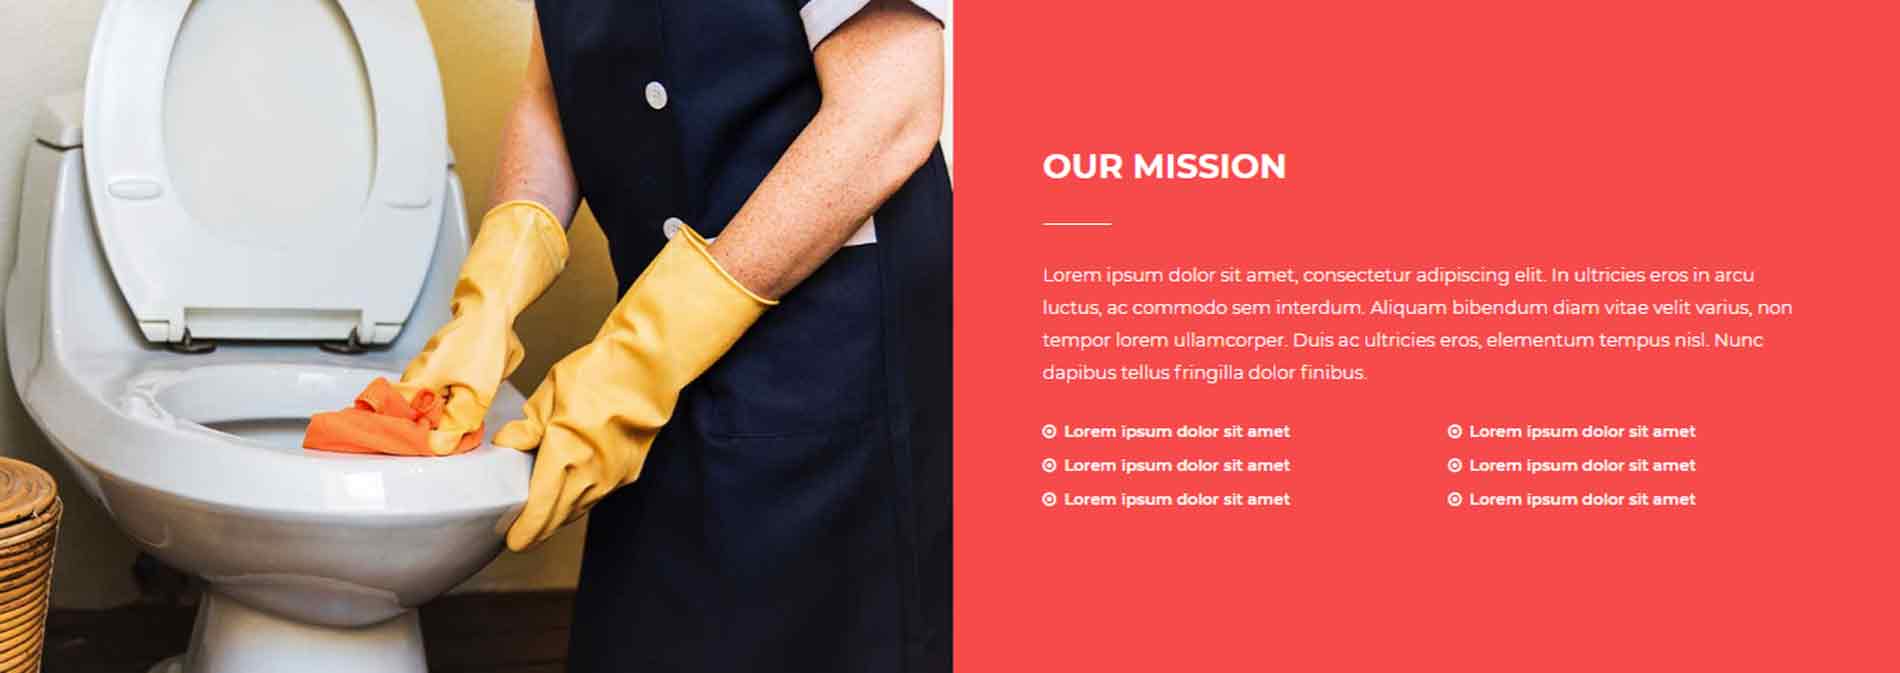 OUR MISSION
Lorem ipsum dolor sit amet, consectetur adipiscing elit. In ultricies eros in arcu
luctus, ac commodo sem interdum. Aliquam bibendum diam vitae velit varius, non
tempor lorem ullamcorper. Duis ac ultricies eros, elementum tempus nisl. Nunc
dapibus tellus fringilla dolor finibus.
Lorem ipsum dolor sit amet
Lorem ipsum dolor sit amet
Lorem ipsum dolor sit amet
Lorem ipsum dolor sit amet
Lorem ipsum dolor sit amet
Lorem ipsum dolor sit amet